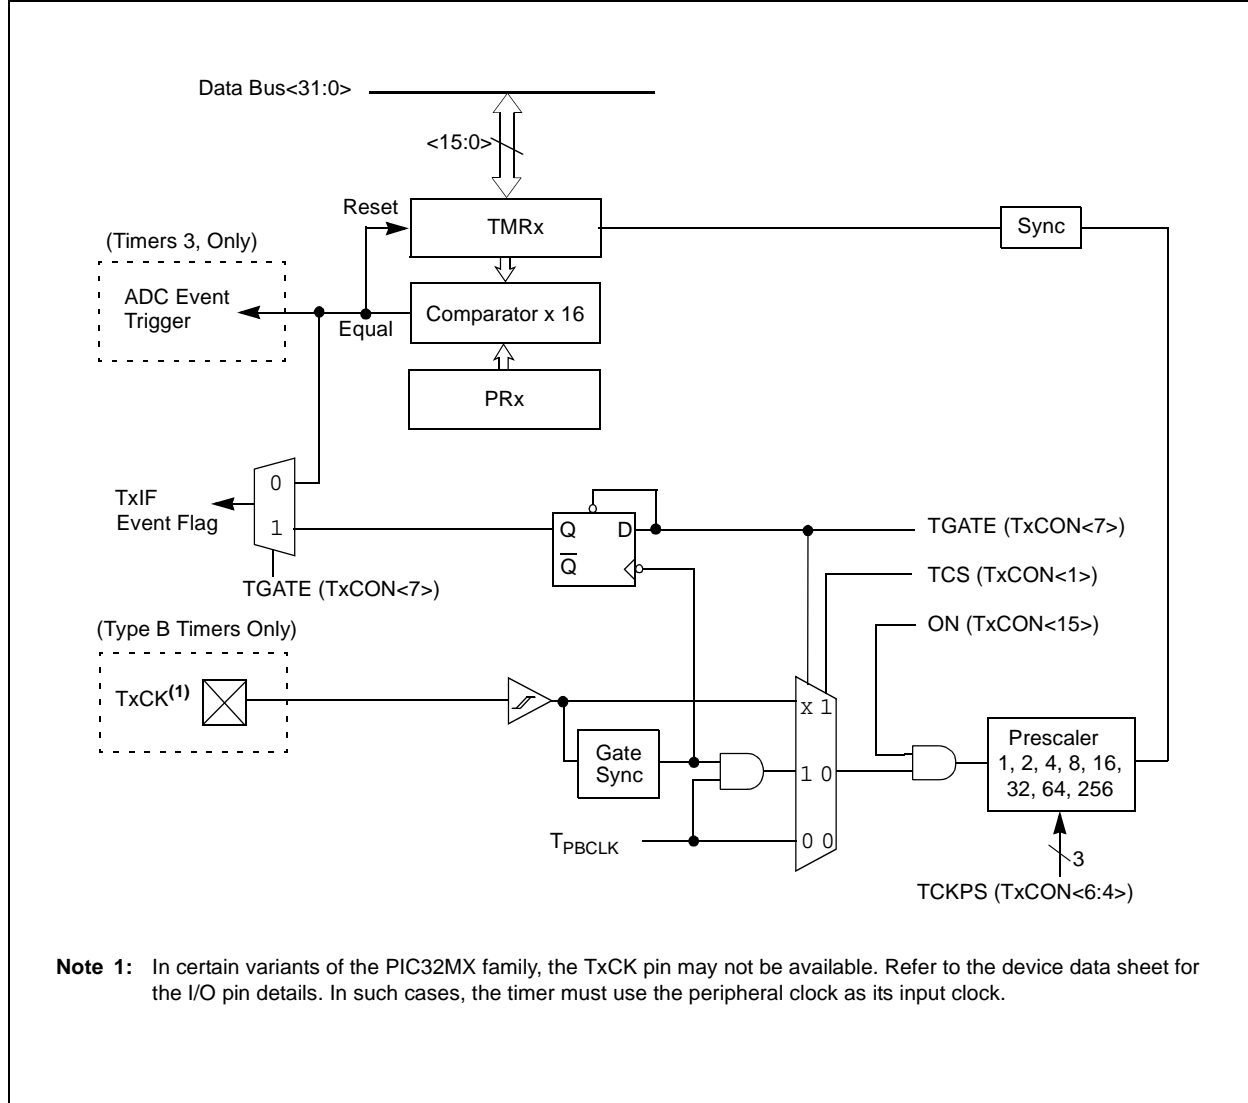 Data Bus<31:0>
<15:0>
Reset
TMRx
Sync
(Timers 3, Only)
ADC Event
Trigger
Equal
Comparator x 16
PRx
0
TxIF
Event Flag
1
Q D
Q
TGATE (TxCON<7>)
TCS (TxCON<1>)
TGATE (TxCON<7>)
ON (TxCON<15>)
(Type B Timers Only)
TxCK(1)
x 1
Gate
Sync
1 0
Prescaler
1, 2, 4, 8, 16,
32, 64, 256
TPBCLK
0 0
3
TCKPS (TxCON<6:4>)
Note 1: In certain variants of the PIC32MX family, the TxCK pin may not be available. Refer to the device data sheet for
the I/O pin details. In such cases, the timer must use the peripheral clock as its input clock.